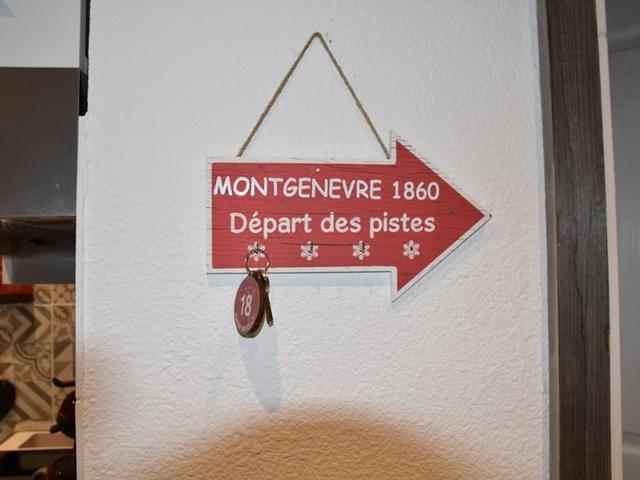 MONTGENEVRE 1860
Départ des pistes
18